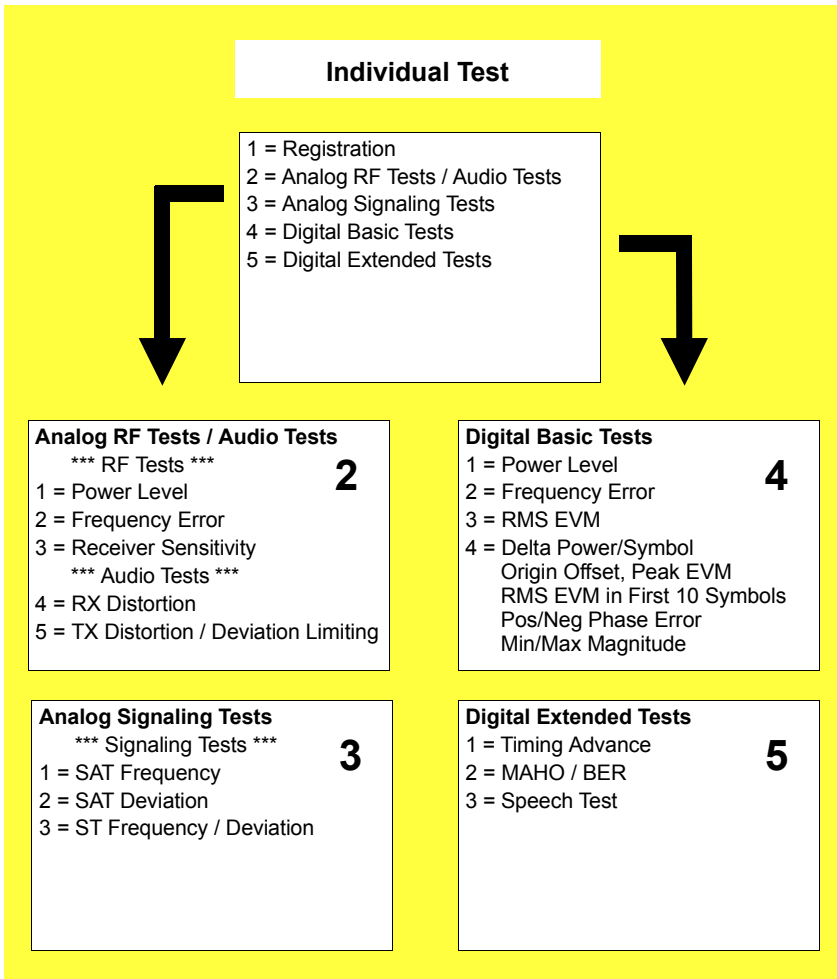 Individual Test
1 = Registration
2 = Analog RF Tests / Audio Tests
3 = Analog Signaling Tests
4 = Digital Basic Tests
5 = Digital Extended Tests
Analog RF Tests / Audio Tests
*** RF Tests ***
2
1 = Power Level
2 = Frequency Error
3 = Receiver Sensitivity
*** Audio Tests ***
4 = RX Distortion
5 = TX Distortion / Deviation Limiting
Digital Basic Tests
1 = Power Level
4
2 = Frequency Error
3 = RMS EVM
4 = Delta Power/Symbol
Origin Offset, Peak EVM
RMS EVM in First 10 Symbols
Pos/Neg Phase Error
Min/Max Magnitude
Analog Signaling Tests
*** Signaling Tests ***
3
1 = SAT Frequency
2 = SAT Deviation
3 = ST Frequency / Deviation
Digital Extended Tests
1 = Timing Advance
5
2 = MAHO / BER
3 = Speech Test